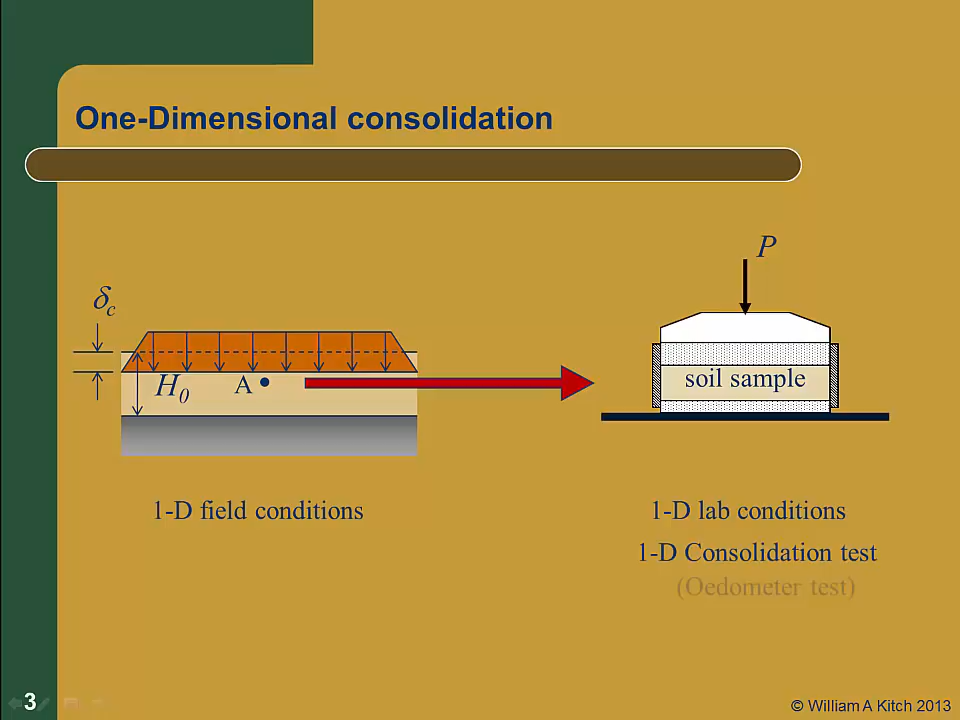 One-Dimensional consolidation
P
δc
H0
A
soil sample
1-D field conditions
1-D lab conditions
1-D Consolidation test
(Oedometer test)
3
© William A Kitch 2013